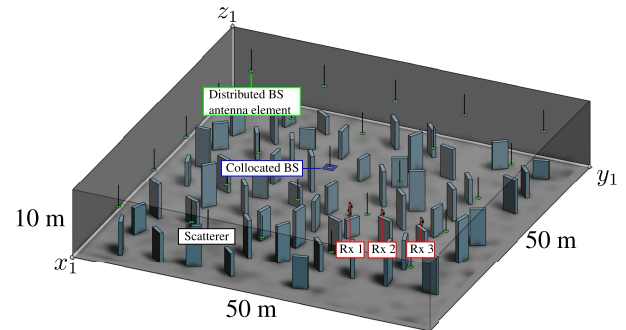 z1
Distributed BS
antenna element
Collocated BS
y1
10 m
Scatterer
50 m
Rx 1
Rx 2
Rx 3
x1
50 m